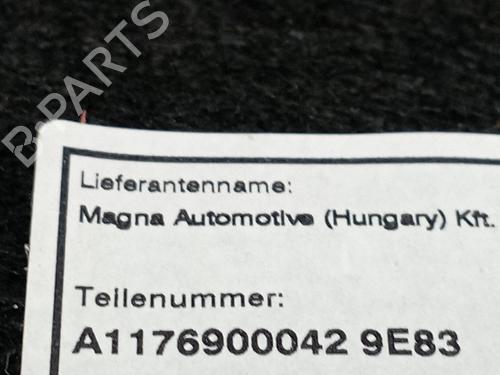 B-PARTS
Lieferantenname:
Magna Automotive (Hungary) Kft.
Teilenummer:
A1176900042 9E83